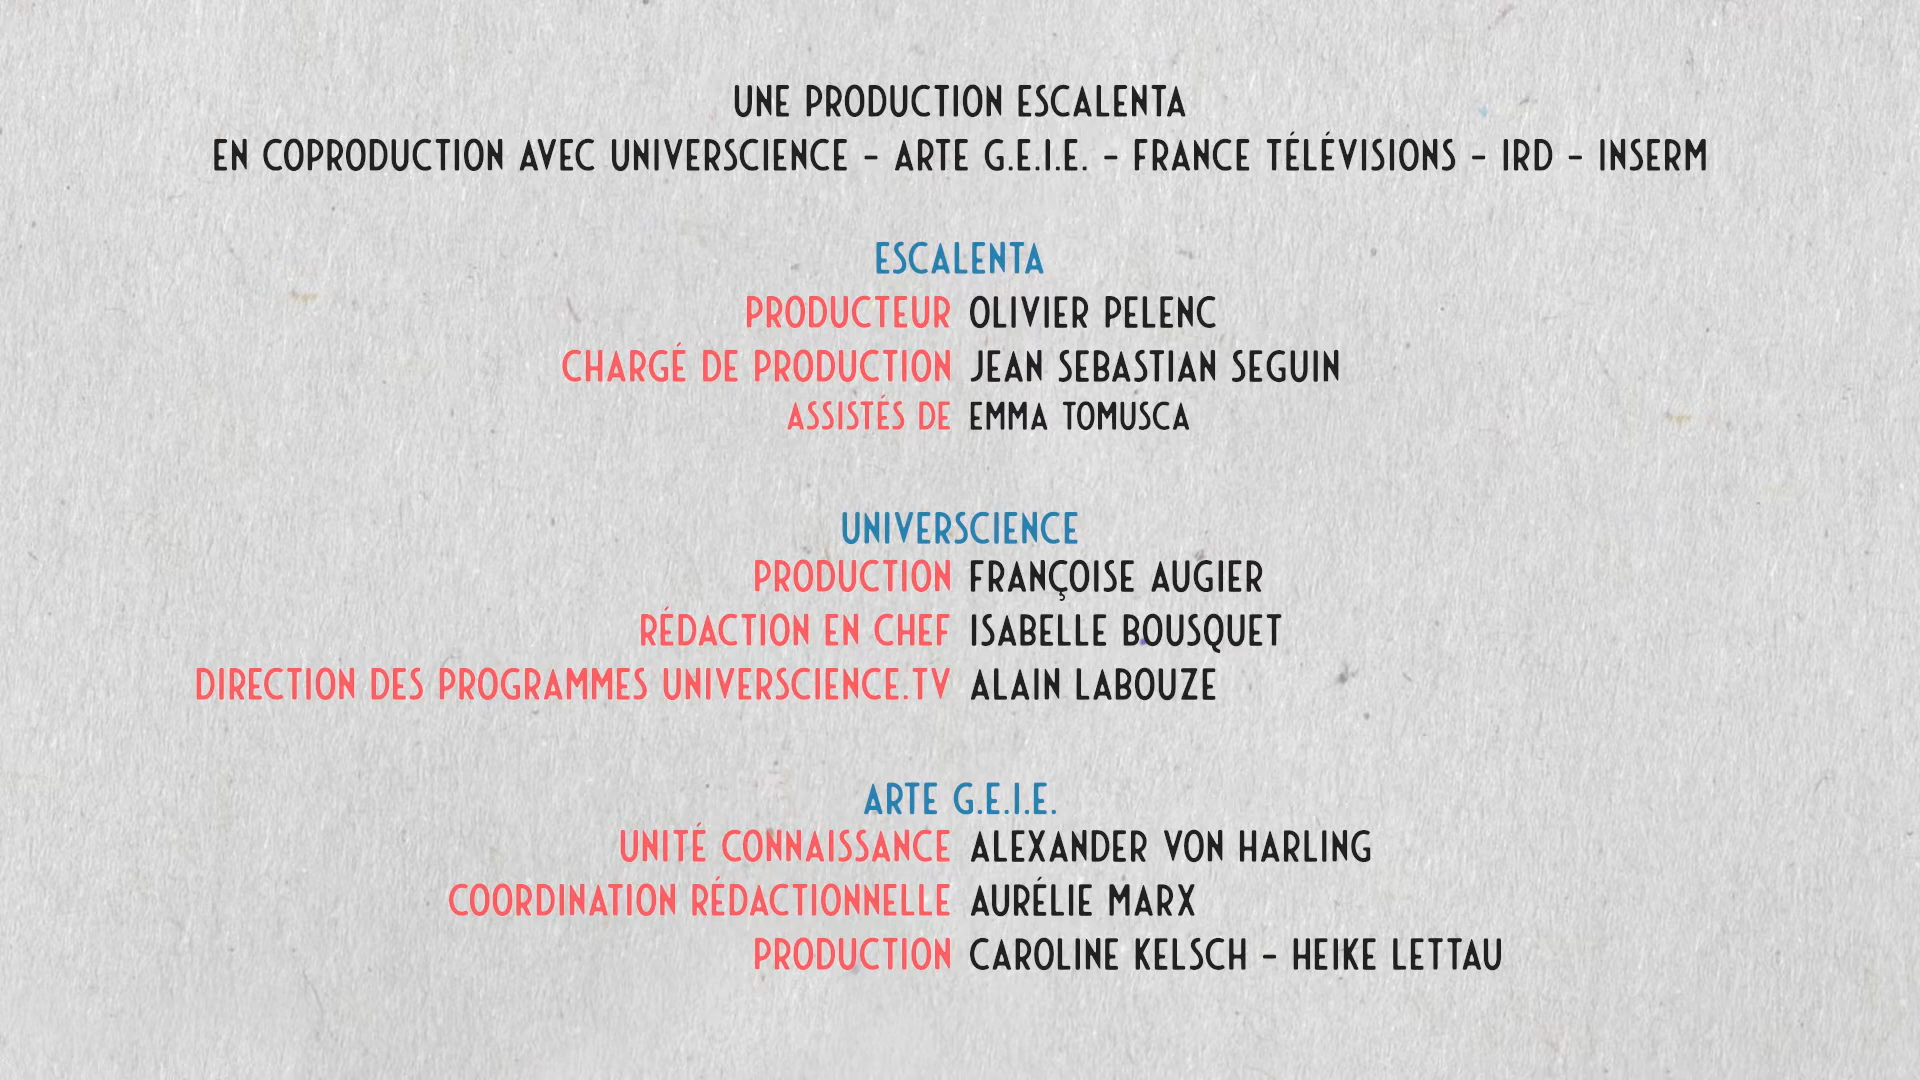 UNE PRODUCTION ESCALENTA
EN COPRODUCTION AVEC UNIVERSCIENCE - ARTE G.E.I.E. - FRANCE TÉLÉVISIONS - IRD - INSERM
ESCALENTA
PRODUCTEUR OLIVIER PELENC
CHARGÉ DE PRODUCTION JEAN SEBASTIAN SEGUIN
ASSISTÉS DE EMMA TOMUSCA
UNIVERSCIENCE
PRODUCTION FRANÇOISE AUGIER
RÉDACTION EN CHEF ISABELLE BOUSQUET
DIRECTION DES PROGRAMMES UNIVERSCIENCE.TV ALAIN LABOUZE
ARTE G.E.I.E.
UNITÉ CONNAISSANCE ALEXANDER VON HARLING
COORDINATION RÉDACTIONNELLE AURÉLIE MARX
PRODUCTION CAROLINE KELSCH - HEIKE LETTAU